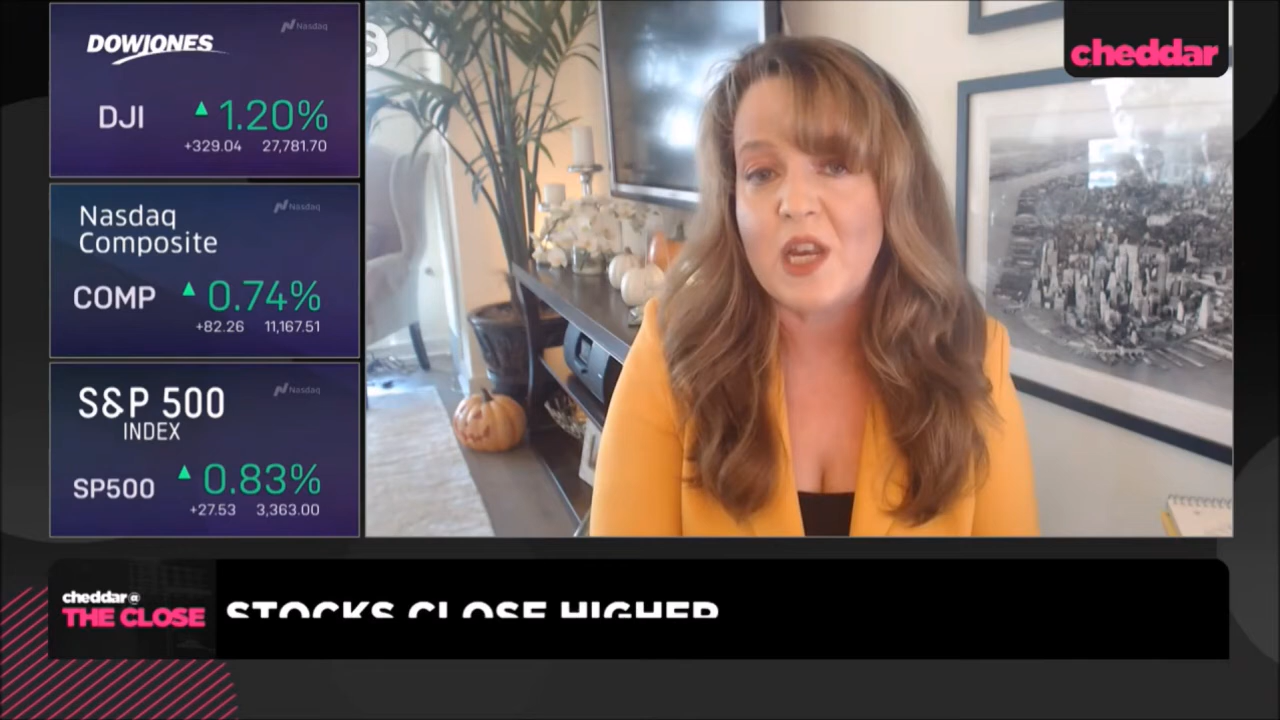 DOWJONES
Nasdaq
DJI ▲ 1.20%
+329.04 27,781.70
Nasdaq
Nasdaq
Composite
COMP ▲ 0.74%
+82.26 11,167.51
S&P 500
Nasdaq
INDEX
SP500 ▲ 0.83%
+27.53 3,363.00
cheddar
cheddar@
THE CLOSE
STOCKS CLOSE HIGHER